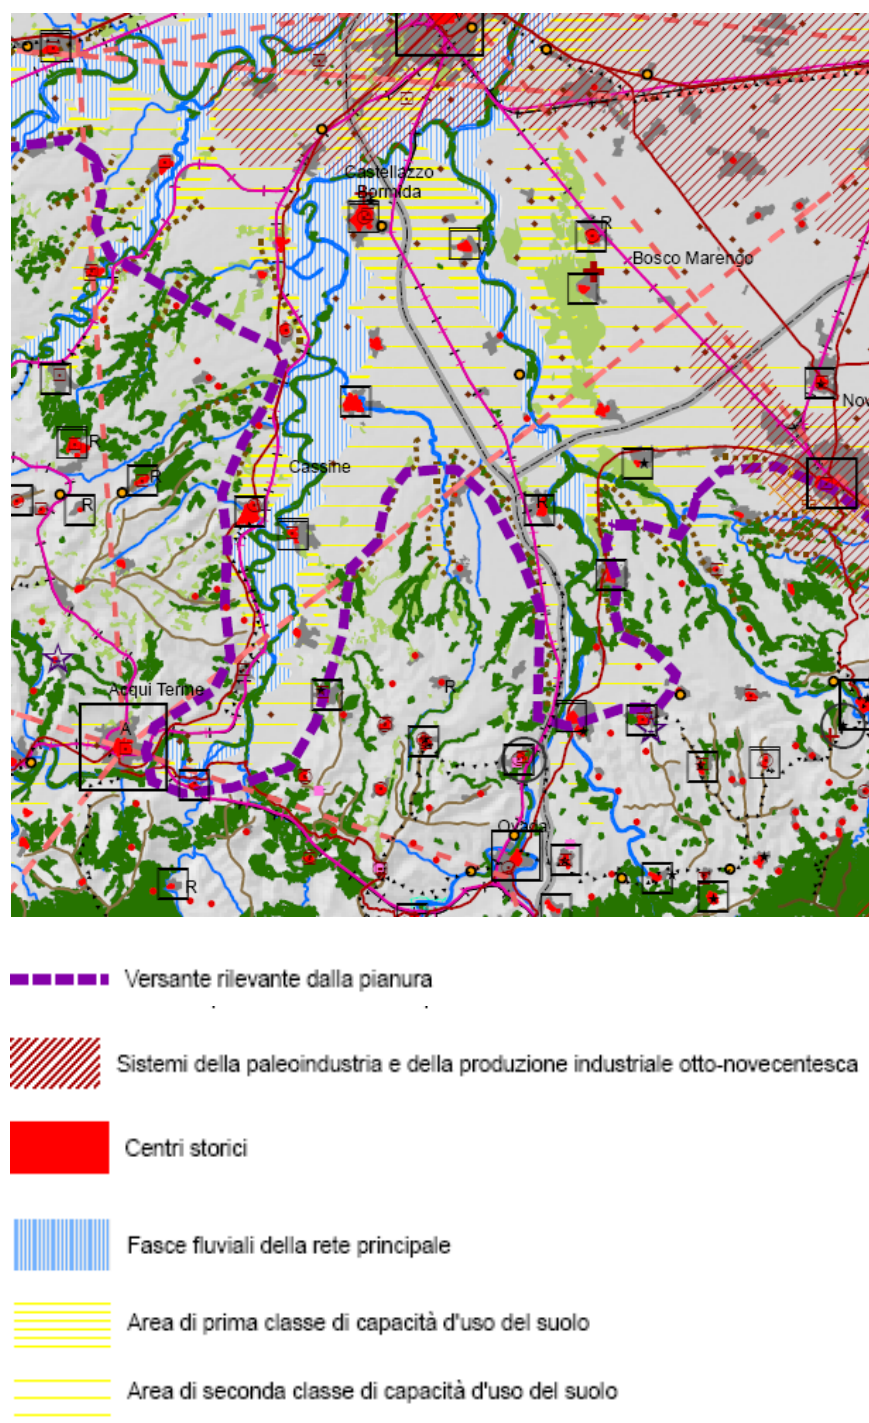 Castellazzo
Bormida
V
R
Bosco Marengo
Nov
R
R
R
Cassine
R
Acqui Terme
A
R
Ovada
R
Versante rilevante dalla pianura
Sistemi della paleoindustria e della produzione industriale otto-novecentesca
Centri storici
Fasce fluviali della rete principale
Area di prima classe di capacità d'uso del suolo
Area di seconda classe di capacità d'uso del suolo